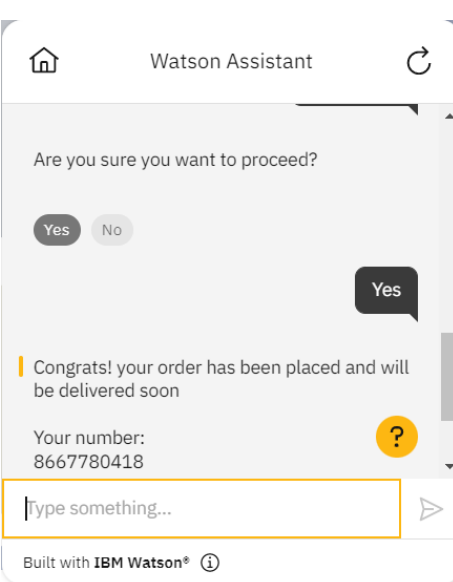 Watson Assistant
Are you sure you want to proceed?
Yes No
Yes
Congrats! your order has been placed and will
be delivered soon
Your number:
8667780418
?
Type something...
Built with IBM Watson®